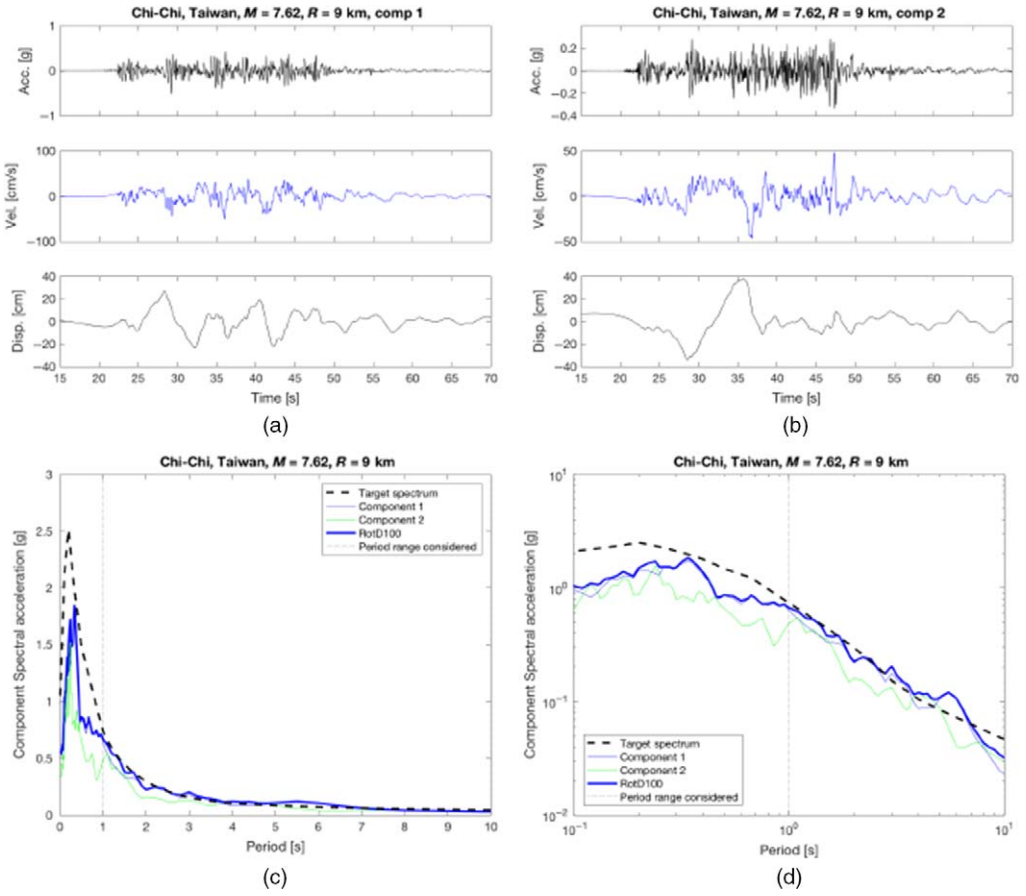 Chi-Chi, Taiwan, M = 7.62, R = 9 km, comp 1
Acc. [g]
1
0
−1
Vel. [cm/s]
100
0
−100
Disp. [cm]
40
20
0
−20
−40
15 20 25 30 35 40 45 50 55 60 65 70
Time [s]
(a)
Chi-Chi, Taiwan, M = 7.62, R = 9 km, comp 2
Acc. [g]
0.2
0
−0.2
−0.4
Vel. [cm/s]
50
0
−50
Disp. [cm]
40
20
0
−20
−40
15 20 25 30 36 40 45 50 55 60 65 70
Time [s]
(b)
Chi-Chi, Taiwan, M = 7.62, R = 9 km
Component Spectral acceleration [g]
3
2.5
2
1.5
1
0.5
0
Target spectrum
Component 1
Component 2
RotD100
Period range considered
0 1 2 3 4 5 6 7 8 9 10
Period [s]
(c)
Chi-Chi, Taiwan, M = 7.62, R = 9 km
Component Spectral acceleration [g]
10^1
10^0
10^−1
10^−2
Target spectrum
Component 1
Component 2
RotD100
Period range considered
10^−1 10^0 10^1
Period [s]
(d)